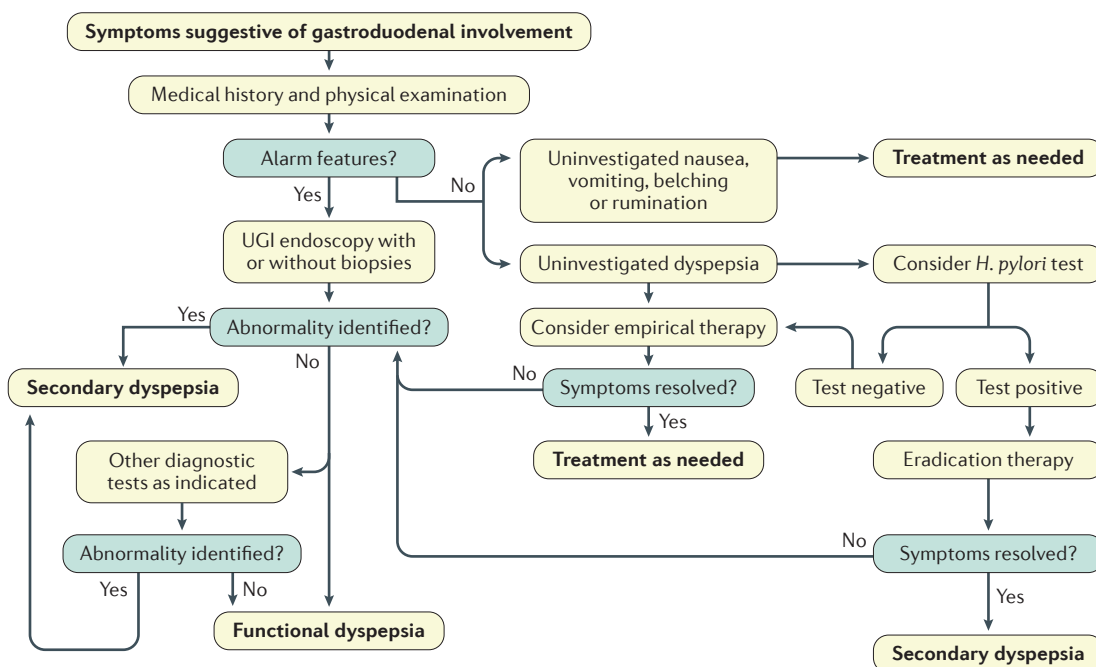 Symptoms suggestive of gastroduodenal involvement
Medical history and physical examination
Alarm features?
Yes
No
Uninvestigated nausea,
vomiting, belching
or rumination
Treatment as needed
UGI endoscopy with
or without biopsies
Uninvestigated dyspepsia
Consider H. pylori test
Yes
Abnormality identified?
No
Consider empirical therapy
Secondary dyspepsia
No
Symptoms resolved?
Yes
Test negative
Test positive
Other diagnostic
tests as indicated
Treatment as needed
Eradication therapy
Abnormality identified?
Yes
No
No
Symptoms resolved?
Yes
Functional dyspepsia
Secondary dyspepsia